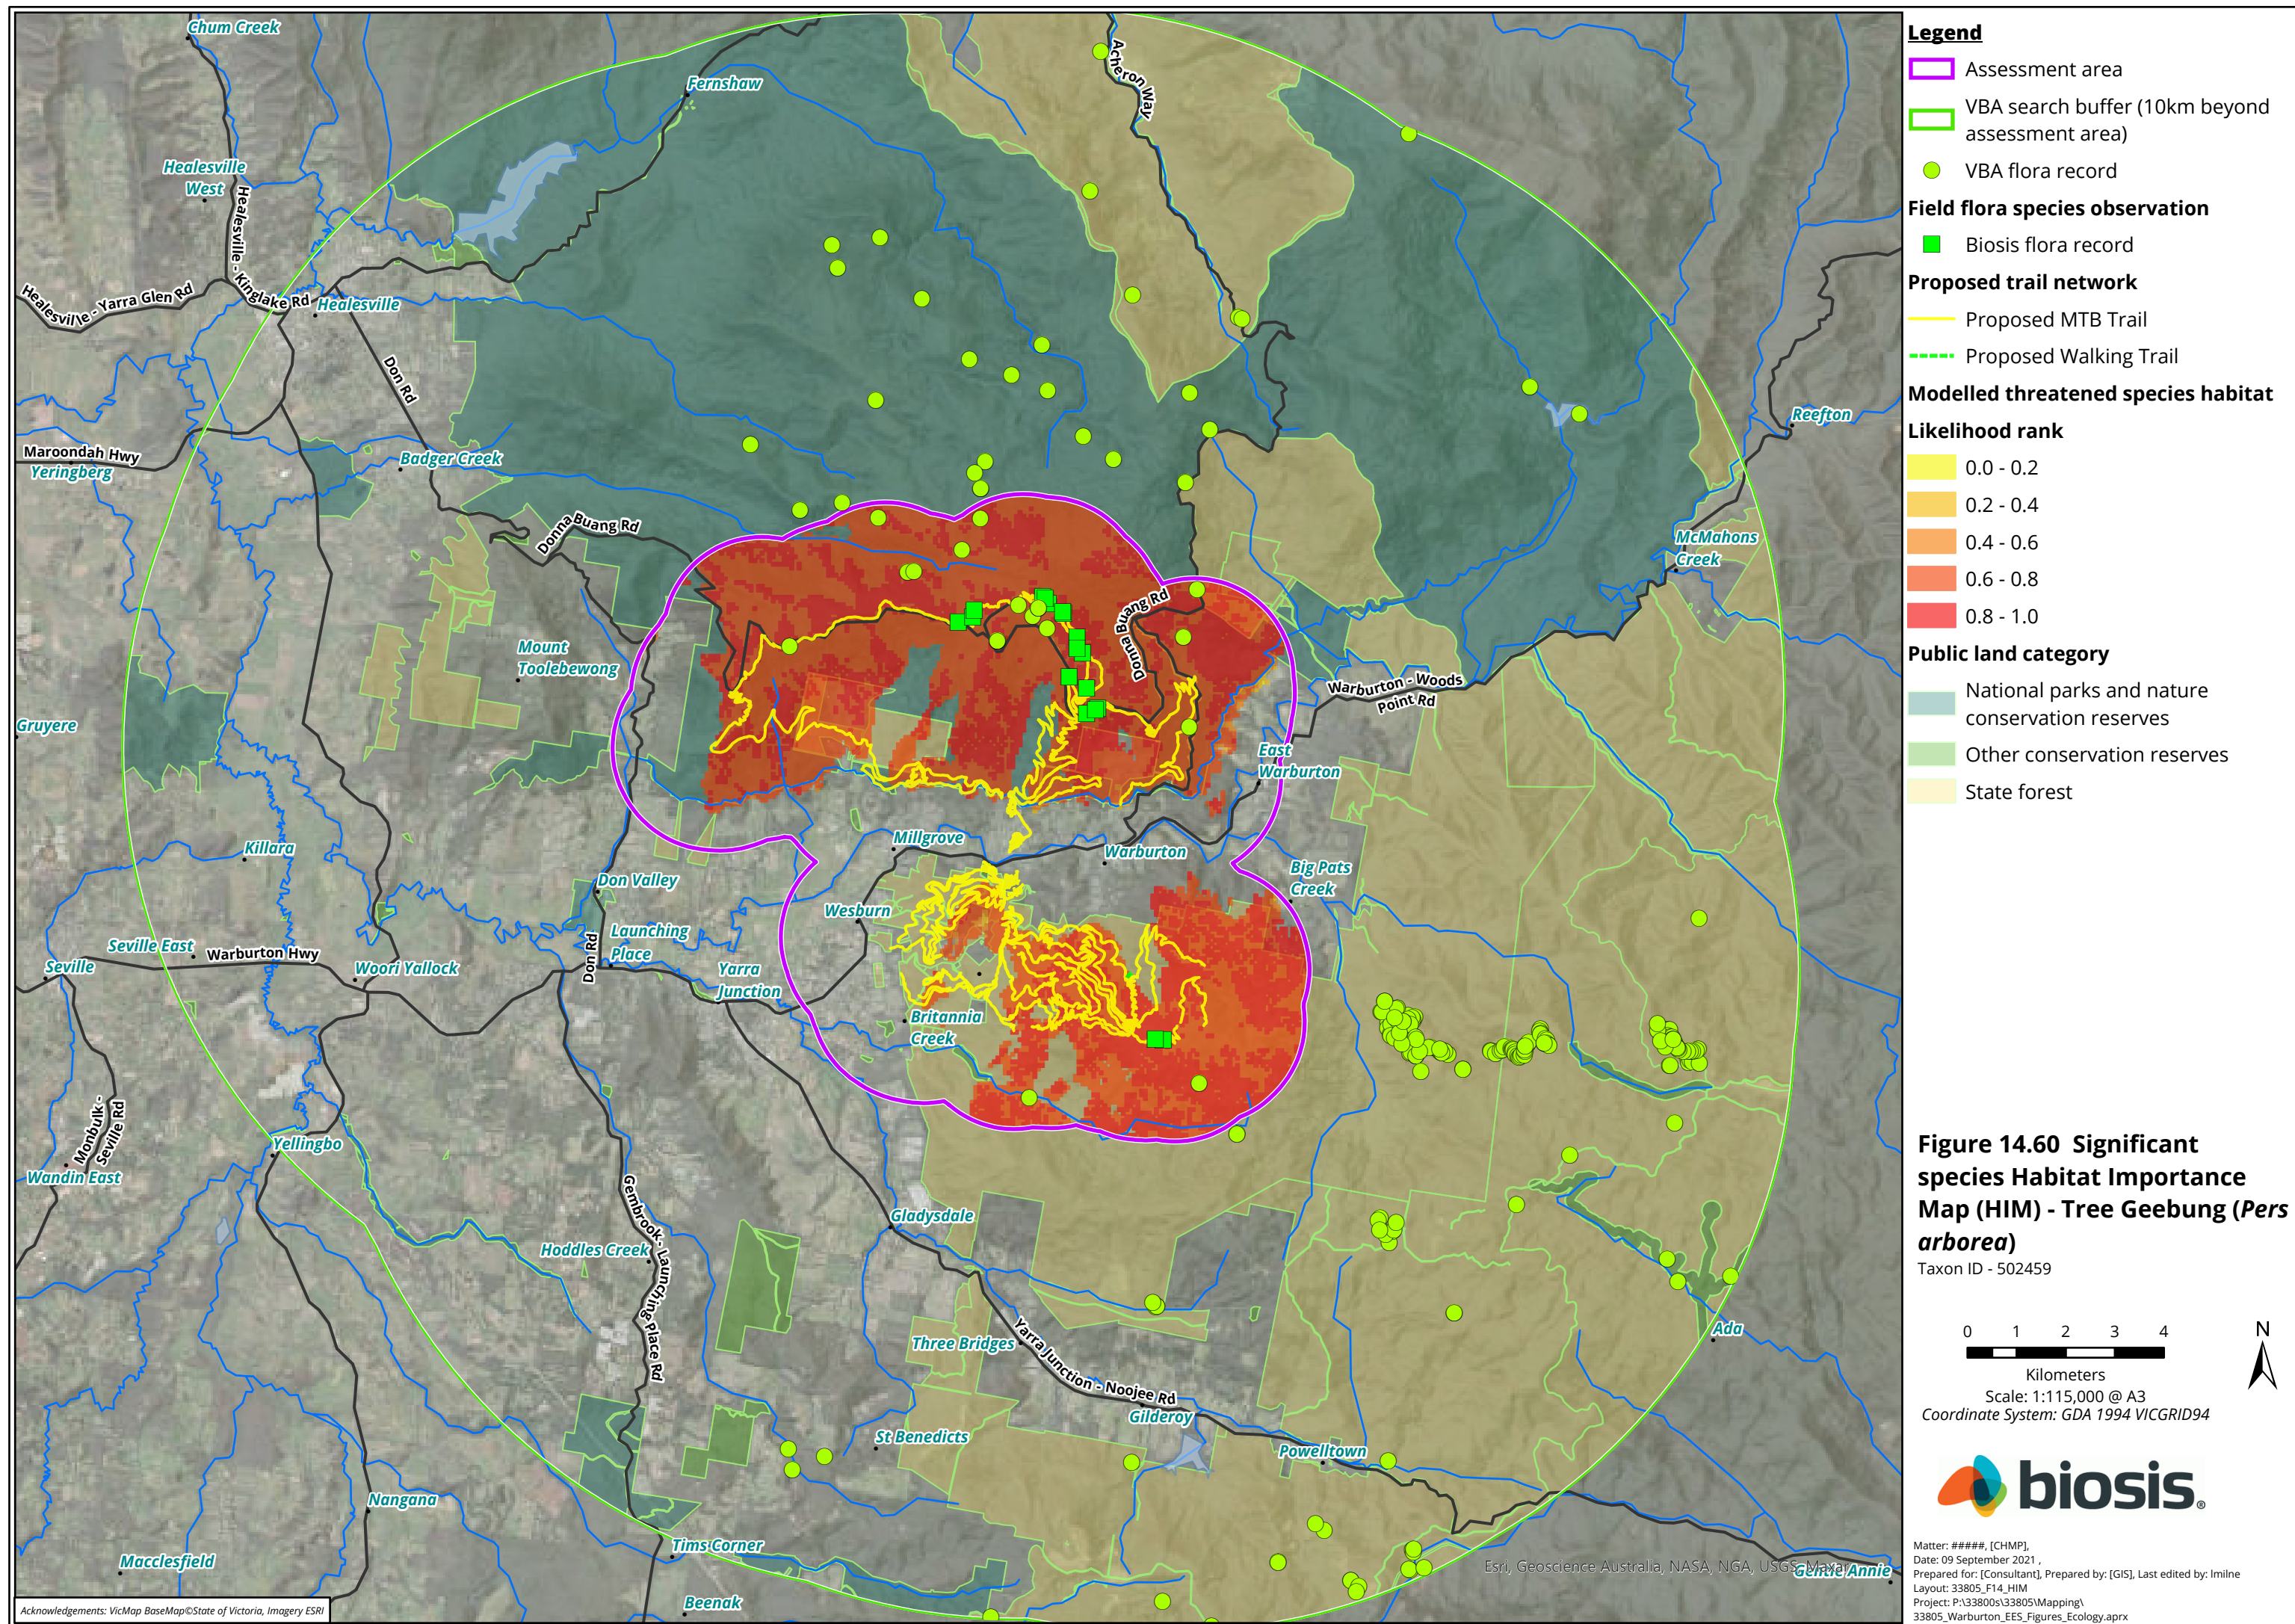 Chum Creek
Fernshaw
Acheron Way
Healesville
West
Healesville - Kinglake Rd
Healesville - Yarra Glen Rd
Healesville
Don Rd
Maroondah Hwy
Yeringberg
Badger Creek
Reefton
Donna Buang Rd
McMahons
Creek
Mount
Toolebewong
Donna Buang Rd
Warburton - Woods
Point Rd
Gruyere
East
Warburton
Millgrove
Warburton
Killara
Big Pats
Creek
Don Valley
Wesburn
Launching
Place
Seville East
Warburton Hwy
Don Rd
Seville
Woori Yallock
Yarra
Junction
Britannia
Creek
Monbulk -
Seville Rd
Yellingbo
Wandin East
Gembrook - Launching Place Rd
Gladysdale
Hoddles Creek
Three Bridges
Yarra Junction - Noojee Rd
Ada
Gilderoy
St Benedicts
Powelltown
Nangana
Tims Corner
Macclesfield
Beenak
Gentle Annie
Esri, Geoscience Australia, NASA, NGA, USGS, Maxar
Acknowledgements: VicMap BaseMap©State of Victoria, Imagery ESRI
Legend
Assessment area
VBA search buffer (10km beyond
assessment area)
VBA flora record
Field flora species observation
Biosis flora record
Proposed trail network
Proposed MTB Trail
Proposed Walking Trail
Modelled threatened species habitat
Likelihood rank
0.0 - 0.2
0.2 - 0.4
0.4 - 0.6
0.6 - 0.8
0.8 - 1.0
Public land category
National parks and nature
conservation reserves
Other conservation reserves
State forest
Figure 14.60 Significant
species Habitat Importance
Map (HIM) - Tree Geebung (Pers
arborea)
Taxon ID - 502459
0 1 2 3 4
N
Kilometers
Scale: 1:115,000 @ A3
Coordinate System: GDA 1994 VICGRID94
biosis®
Matter: #####, [CHMP],
Date: 09 September 2021 ,
Prepared for: [Consultant], Prepared by: [GIS], Last edited by: lmilne
Layout: 33805_F14_HIM
Project: P:\33800s\33805\Mapping\
33805_Warburton_EES_Figures_Ecology.aprx